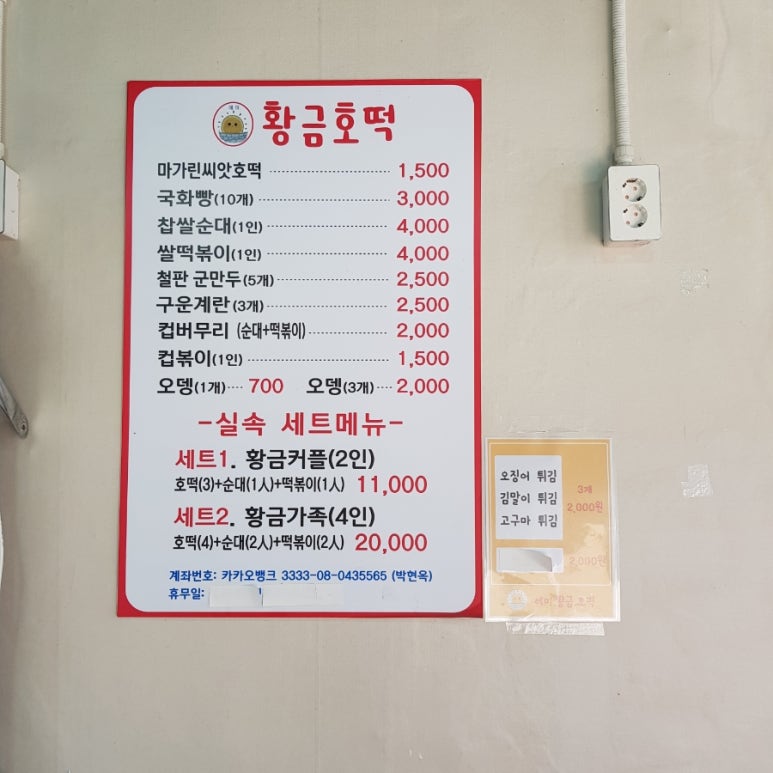 황금호떡
마가린씨앗호떡 1,500
국화빵(10개) 3,000
찹쌀순대(1인) 4,000
쌀떡볶이(1인) 4,000
철판 군만두(5개) 2,500
구운계란(3개) 2,500
컵버무리 (순대+떡볶이) 2,000
컵볶이(1인) 1,500
오뎅(1개) 700 오뎅(3개) 2,000
-실속 세트메뉴-
세트1. 황금커플(2인)
호떡(3)+순대(1人)+떡볶이(1人) 11,000
세트2. 황금가족(4인)
호떡(4)+순대(2人)+떡볶이(2人) 20,000
계좌번호: 카카오뱅크 3333-08-0435565 (박현옥)
휴무일:
오징어 튀김
김말이 튀김
고구마 튀김
3개
2,000원
2,000원
황금호떡